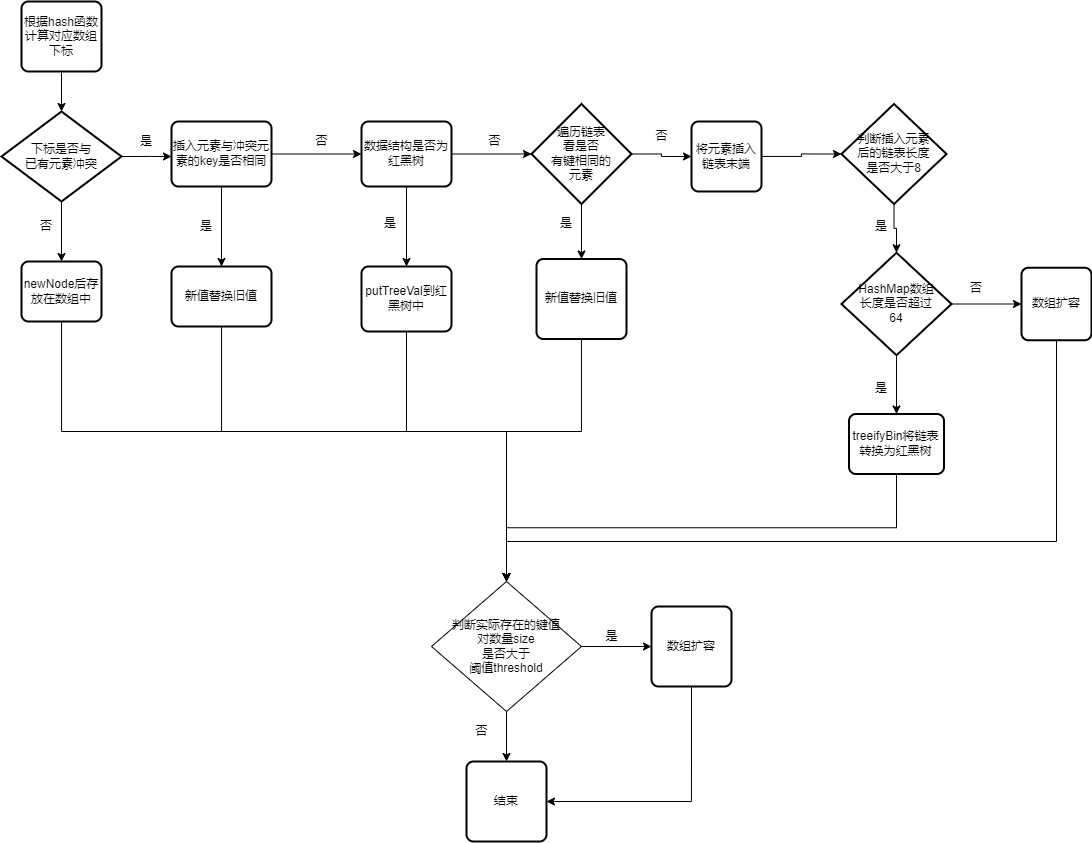 根据hash函数
计算对应数组
下标
下标是否与
已有元素冲突
是
插入元素与冲突元
素的key是否相同
否
数据结构是否为
红黑树
否
遍历链表
看是否
有键相同的
元素
否
将元素插入
链表末端
判断插入元素
后的链表长度
是否大于8
否
是
是
是
是
newNode后存
放在数组中
新值替换旧值
putTreeVal到红
黑树中
新值替换旧值
HashMap数组
长度是否超过
64
否
数组扩容
是
treeifyBin将链表
转换为红黑树
判断实际存在的键值
对数量size
是否大于
阈值threshold
是
数组扩容
否
结束